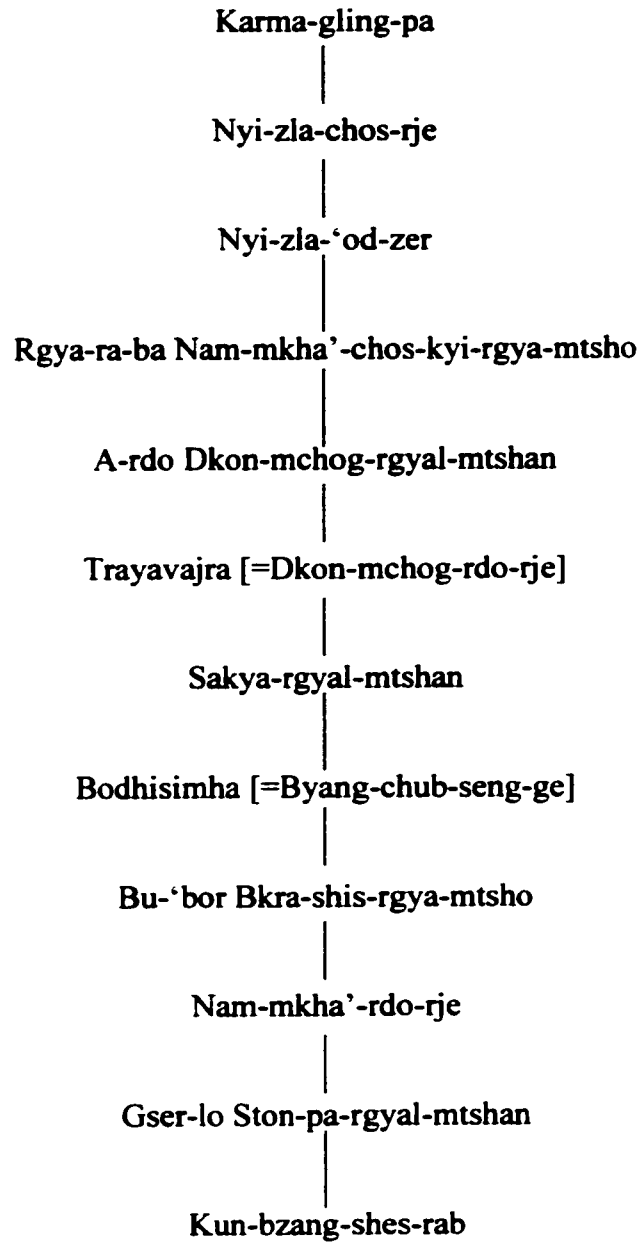 Karma-gling-pa
Nyi-zla-chos-rje
Nyi-zla-‘od-zer
Rgya-ra-ba Nam-mkha’-chos-kyi-rgya-mtsho
A-rdo Dkon-mchog-rgyal-mtshan
Trayavajra [=Dkon-mchog-rdo-rje]
Sakya-rgyal-mtshan
Bodhisimha [=Byang-chub-seng-ge]
Bu-‘bor Bkra-shis-rgya-mtsho
Nam-mkha’-rdo-rje
Gser-lo Ston-pa-rgyal-mtshan
Kun-bzang-shes-rab